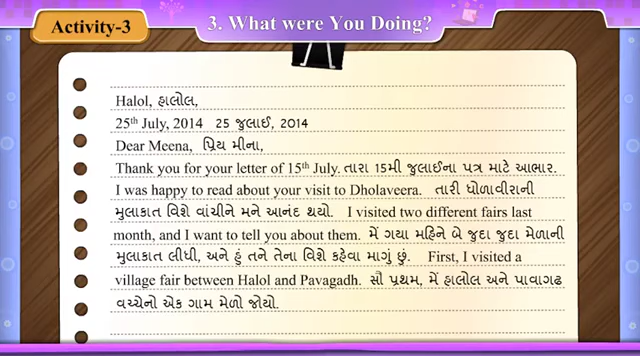 Activity-3
3. What were You Doing?
Halol, હાલોલ,
25th July, 2014 25 જુલાઈ, 2014
Dear Meena, પ્રિય મીના,
Thank you for your letter of 15th July. તારા 15મી જુલાઈના પત્ર માટે આભાર.
I was happy to read about your visit to Dholaveera. તારી ધોળાવીરાની
મુલાકાત વિશે વાંચીને મને આનંદ થયો. I visited two different fairs last
month, and I want to tell you about them. મેં ગયા મહિને બે જુદા જુદા મેળાની
મુલાકાત લીધી, અને હું તને તેના વિશે કહેવા માગું છું. First, I visited a
village fair between Halol and Pavagadh. સૌ પ્રથમ, મેં હાલોલ અને પાવાગઢ
વચ્ચેનો એક ગામ મેળો જોયો.